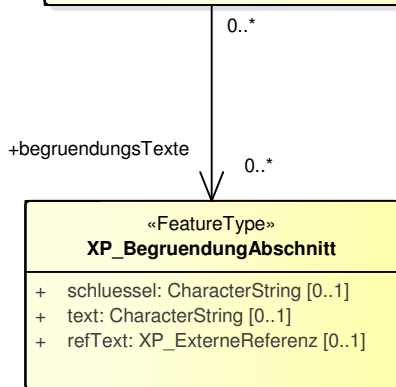 0..*
+begruendungsTexte
0..*
«FeatureType»
XP_BegruendungAbschnitt
+ schluessel: CharacterString [0..1]
+ text: CharacterString [0..1]
+ refText: XP_ExterneReferenz [0..1]